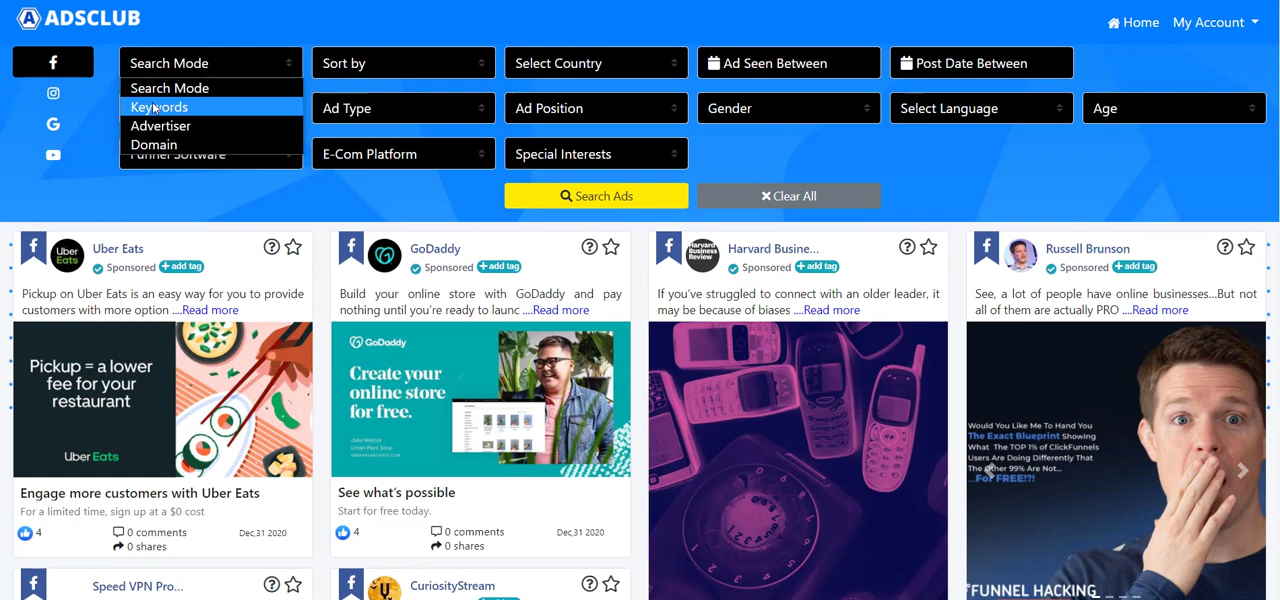 ADSCLUB
Home
My Account
Search Mode
Sort by
Select Country
Ad Seen Between
Post Date Between
Search Mode
Keywords
Advertiser
Domain
Ad Type
Ad Position
Gender
Select Language
Age
Funnel Software
E-Com Platform
Special Interests
Search Ads
Clear All
Uber Eats
Uber Eats
Sponsored + add tag
Pickup on Uber Eats is an easy way for you to provide
customers with more option ....Read more
Pickup = a lower
fee for your
restaurant
Uber Eats
Engage more customers with Uber Eats
For a limited time, sign up at a $0 cost
4
0 comments
0 shares
Dec,31 2020
GoDaddy
Sponsored + add tag
Build your online store with GoDaddy and pay
nothing until you're ready to launc ....Read more
GoDaddy
Create your
online store
for free.
John Mentor
Urban Plant Shop
See what's possible
Start for free today.
4
0 comments
0 shares
Dec,31 2020
Harvard Business Review
Harvard Busine...
Sponsored + add tag
If you've struggled to connect with an older leader, it
may be because of biases ....Read more
Russell Brunson
Sponsored + add tag
See, a lot of people have online businesses...But not
all of them are actually PRO ....Read more
Would You Like Me To Hand You
The Exact Blueprint Showing
How The TOP 1% of ClickFunnels
Users Are Doing Differently That
The Other 99% Are Not...
...For FREE!?!
"FUNNEL HACKING
Speed VPN Pro...
CuriosityStream